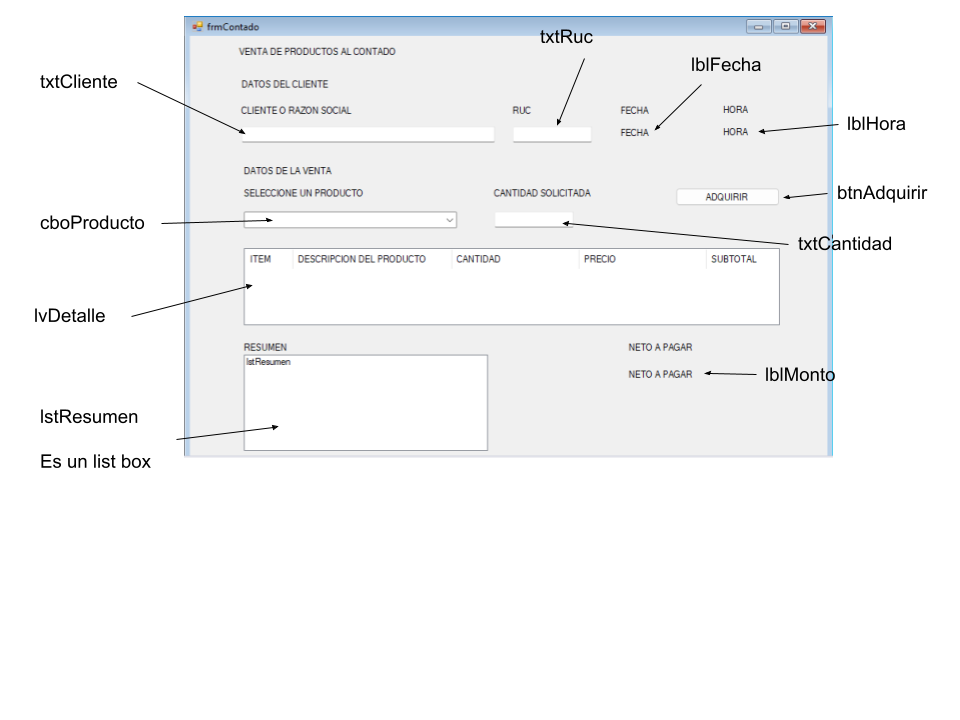 frmContado
txtRuc
VENTA DE PRODUCTOS AL CONTADO
lblFecha
txtCliente
DATOS DEL CLIENTE
CLIENTE O RAZON SOCIAL RUC FECHA HORA
lblHora
FECHA HORA
DATOS DE LA VENTA
SELECCIONE UN PRODUCTO CANTIDAD SOLICITADA
ADQUIRIR
btnAdquirir
cboProducto
txtCantidad
ITEM DESCRIPCION DEL PRODUCTO CANTIDAD PRECIO SUBTOTAL
lvDetalle
RESUMEN NETO A PAGAR
lstResumen
NETO A PAGAR
lblMonto
lstResumen
Es un list box